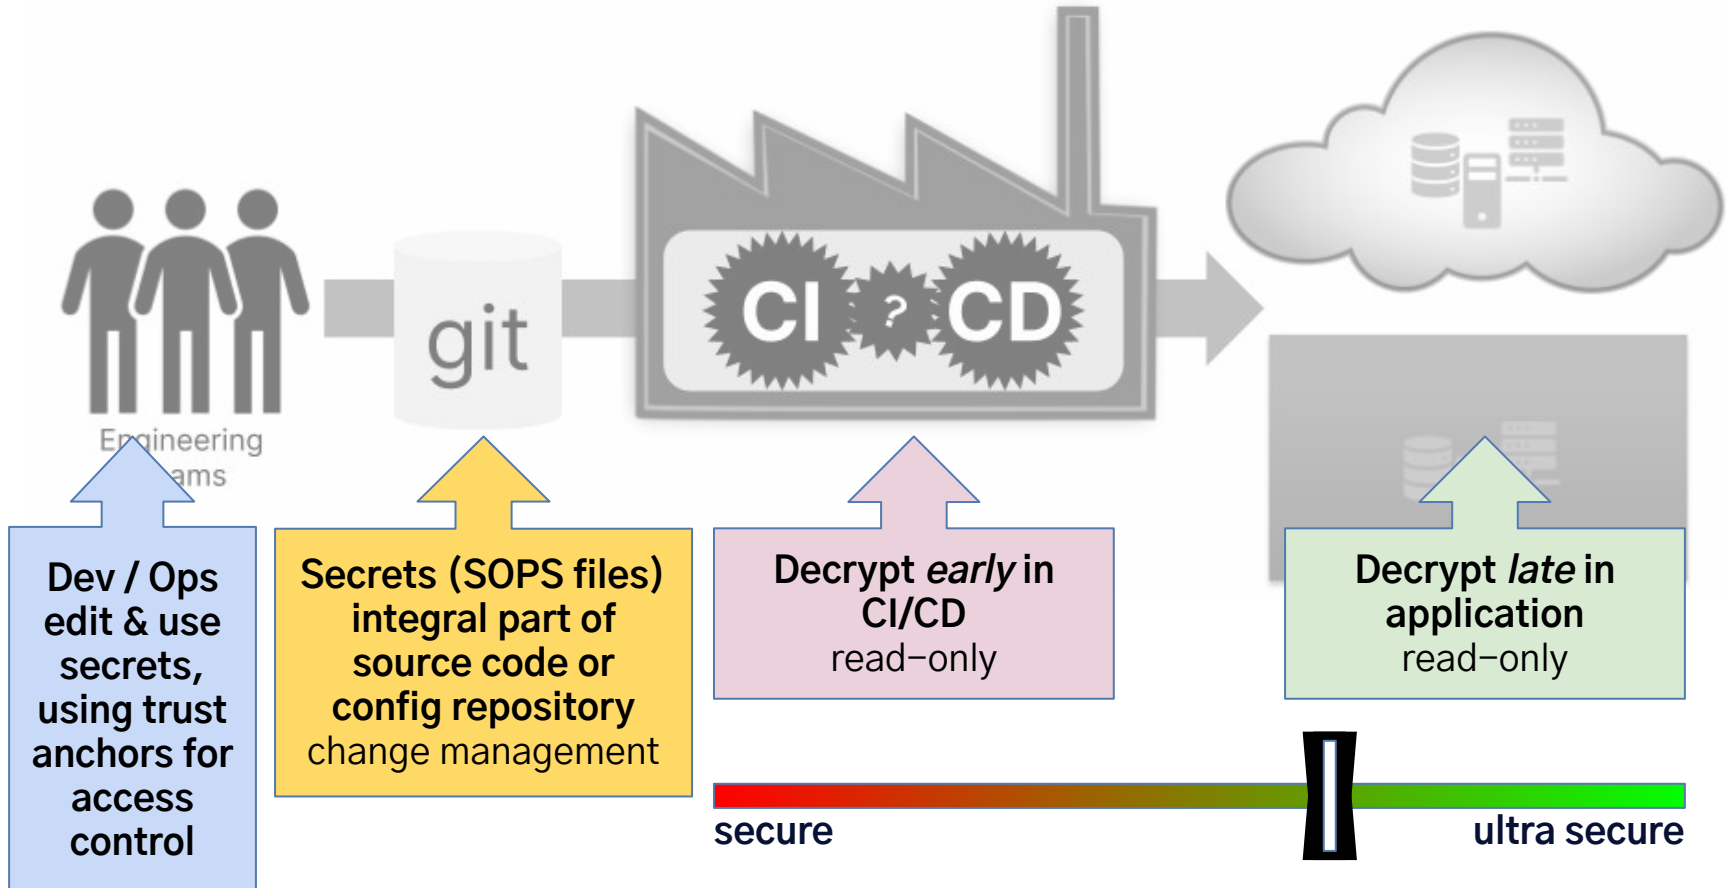 git
CI
?
CD
Engineering
ams
Dev / Ops
edit & use
secrets,
using trust
anchors for
access
control
Secrets (SOPS files)
integral part of
source code or
config repository
change management
Decrypt early in
CI/CD
read-only
Decrypt late in
application
read-only
secure
ultra secure